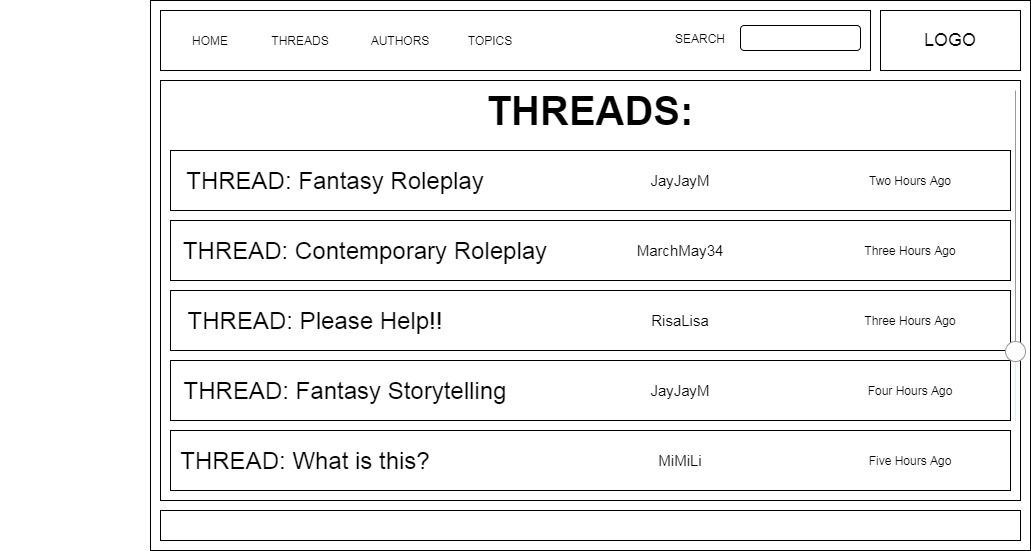 HOME THREADS AUTHORS TOPICS SEARCH LOGO
THREADS:
THREAD: Fantasy Roleplay JayJayM Two Hours Ago
THREAD: Contemporary Roleplay MarchMay34 Three Hours Ago
THREAD: Please Help!! RisaLisa Three Hours Ago
THREAD: Fantasy Storytelling JayJayM Four Hours Ago
THREAD: What is this? MiMiLi Five Hours Ago